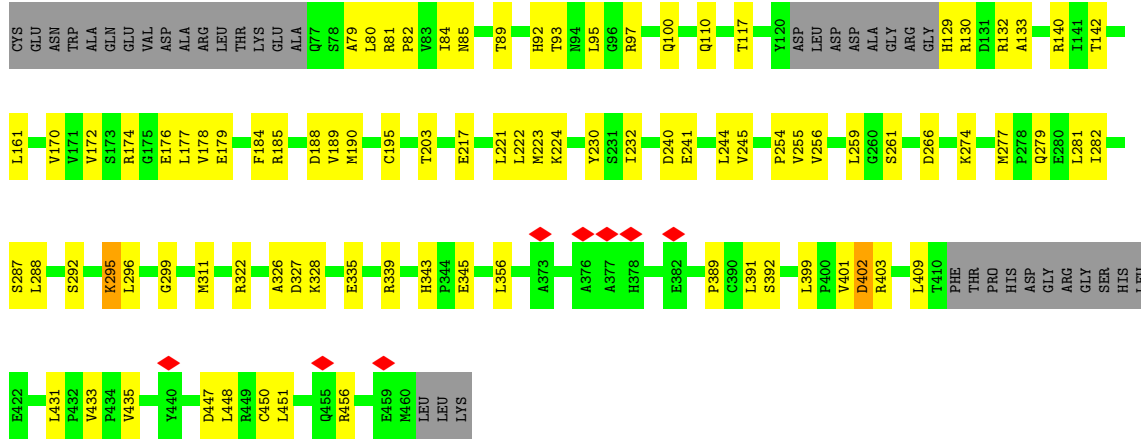 CYS GLU ASN TRP ALA GLN GLU VAL ASP ALA ARG LEU THR LYS GLU ALA Q77 S78 A79 L80 R81 P82 V83 I84 N85 T89 H92 T93 N94 L95 G96 R97 Q100 Q110 T117 Y120 ASP LEU ASP ASP ALA GLY ARG GLY H129 R130 D131 R132 A133 R140 I141 T142
L161 V170 V171 V172 S173 R174 G175 E176 L177 V178 E179 F184 R185 D188 V189 M190 C195 T203 E217 L221 L222 M223 K224 Y230 S231 I232 D240 E241 L244 V245 P254 V255 V256 L259 G260 S261 D266 K274 M277 P278 Q279 E280 L281 I282
S287 L288 S292 K295 L296 G299 M311 R322 A326 D327 K328 E335 R339 H343 P344 E345 L356 A373 A376 A377 H378 E382 P389 C390 L391 S392 L399 P400 V401 D402 R403 L409 T410 PHE THR PRO HIS ASP GLY ARG GLY SER HIS LEU
E422 L431 P432 V433 P434 V435 Y440 D447 L448 R449 C450 L451 Q455 R456 E459 M460 LEU LEU LYS